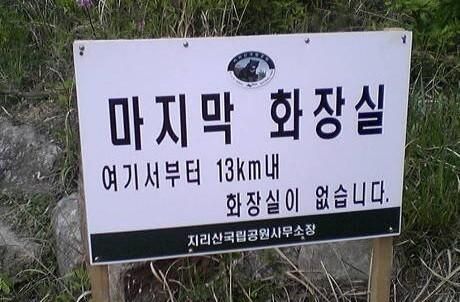 마지막 화장실
여기서부터 13km내
화장실이 없습니다.
지리산국립공원사무소장